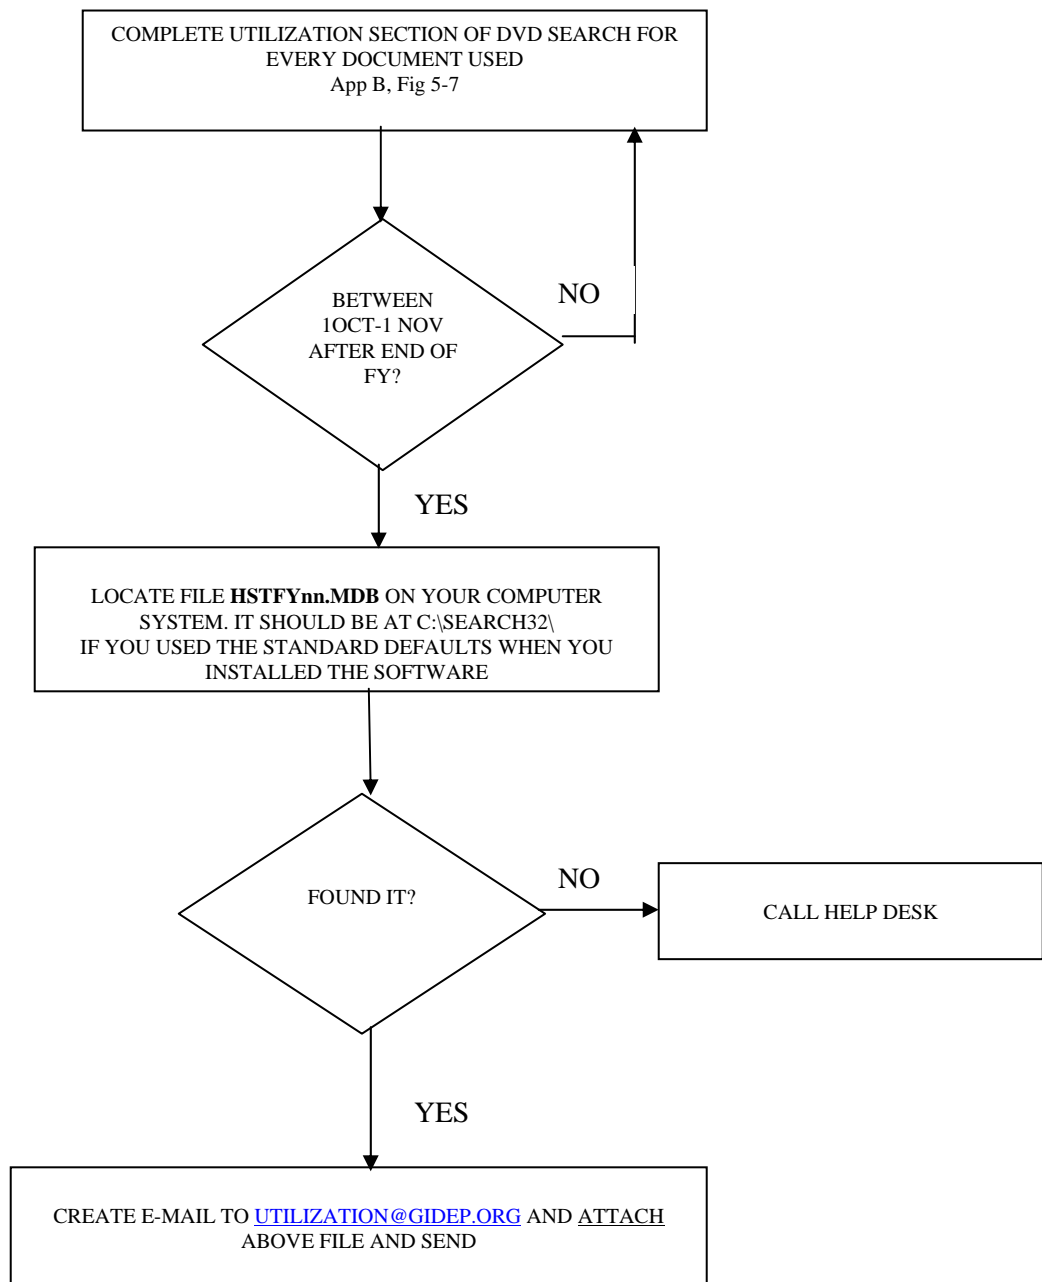 COMPLETE UTILIZATION SECTION OF DVD SEARCH FOR
EVERY DOCUMENT USED
App B, Fig 5-7
BETWEEN
1OCT-1 NOV
AFTER END OF
FY?
NO
YES
LOCATE FILE HSTFYnn.MDB ON YOUR COMPUTER
SYSTEM. IT SHOULD BE AT C:\SEARCH32\
IF YOU USED THE STANDARD DEFAULTS WHEN YOU
INSTALLED THE SOFTWARE
FOUND IT?
NO
CALL HELP DESK
YES
CREATE E-MAIL TO UTILIZATION@GIDEP.ORG AND ATTACH
ABOVE FILE AND SEND